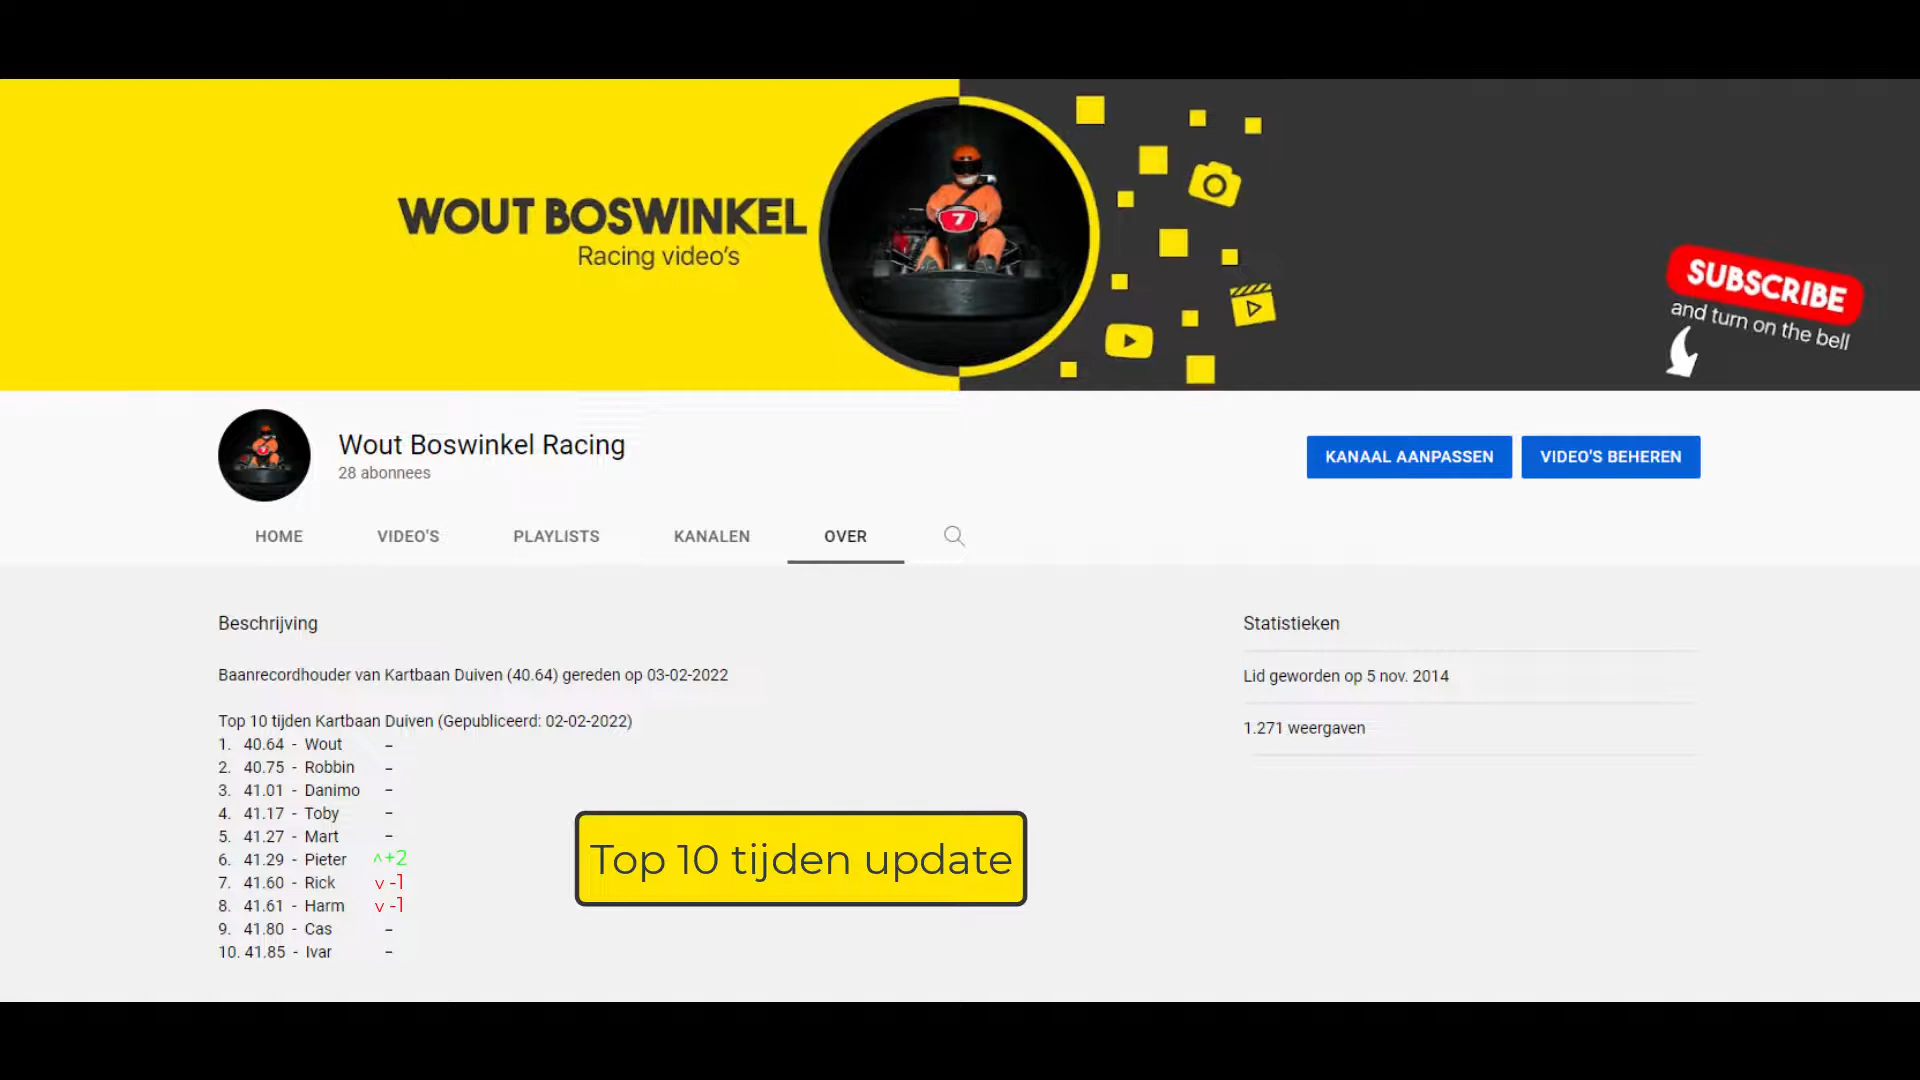 WOUT BOSWINKEL
Racing video's
7
SUBSCRIBE
and turn on the bell
Wout Boswinkel Racing
28 abonnees
KANAAL AANPASSEN
VIDEO'S BEHEREN
HOME
VIDEO'S
PLAYLISTS
KANALEN
OVER
Beschrijving
Baanrecordhouder van Kartbaan Duiven (40.64) gereden op 03-02-2022
Top 10 tijden Kartbaan Duiven (Gepubliceerd: 02-02-2022)
1. 40.64 - Wout –
2. 40.75 - Robbin –
3. 41.01 - Danimo –
4. 41.17 - Toby –
5. 41.27 - Mart –
6. 41.29 - Pieter ^+2
7. 41.60 - Rick v -1
8. 41.61 - Harm v -1
9. 41.80 - Cas –
10. 41.85 - Ivar –
Top 10 tijden update
Statistieken
Lid geworden op 5 nov. 2014
1.271 weergaven